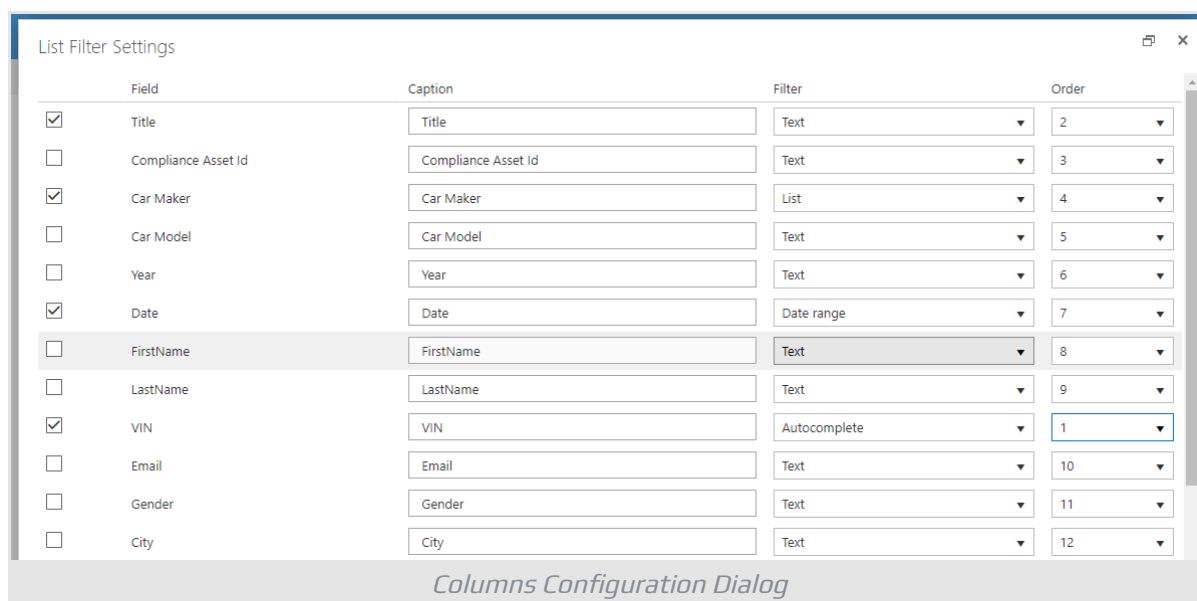 List Filter Settings
Field Caption Filter Order
Title Title Text 2
Compliance Asset Id Compliance Asset Id Text 3
Car Maker Car Maker List 4
Car Model Car Model Text 5
Year Year Text 6
Date Date Date range 7
FirstName FirstName Text 8
LastName LastName Text 9
VIN VIN Autocomplete 1
Email Email Text 10
Gender Gender Text 11
City City Text 12
Columns Configuration Dialog